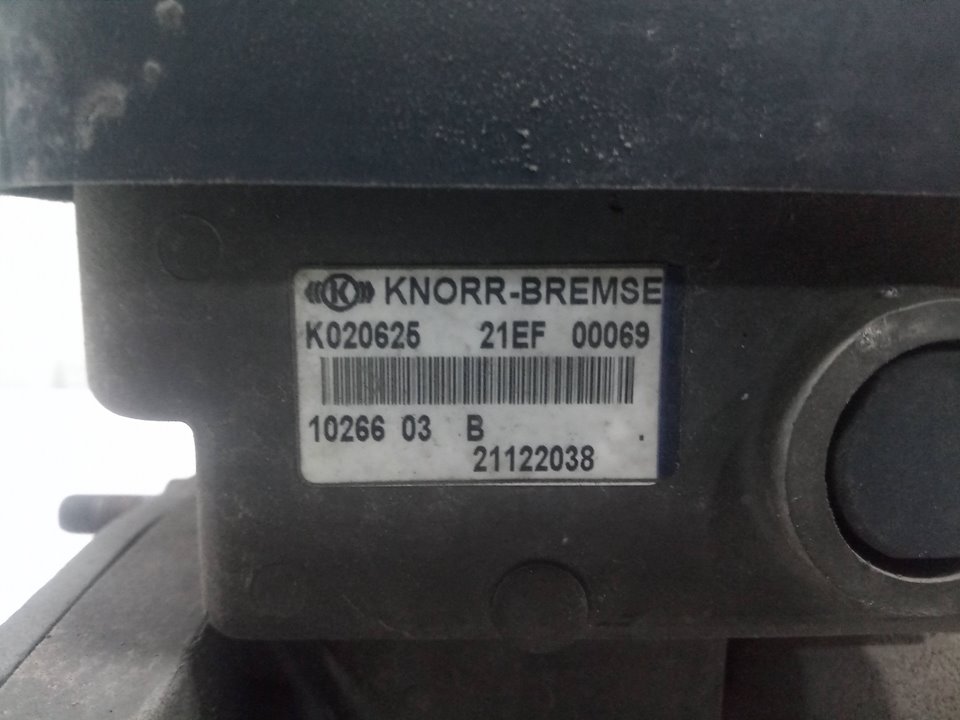 K KNORR-BREMSE
K020625 21EF 00069
10266 03 B .
21122038